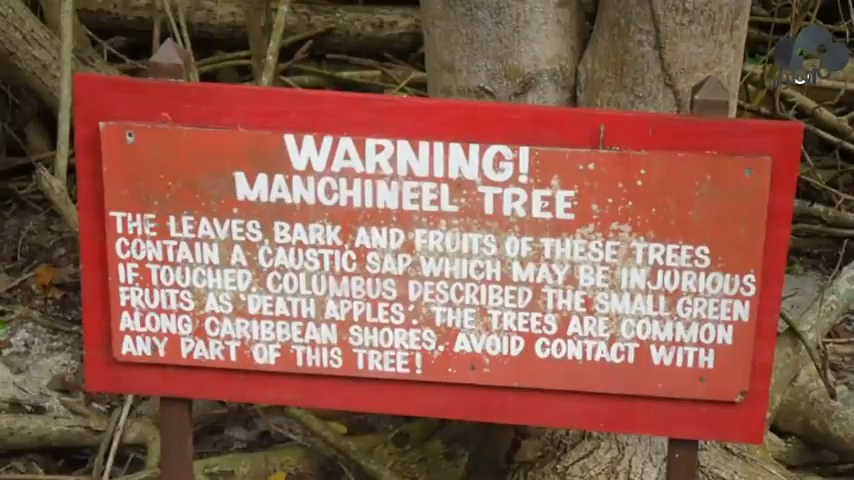 WARNING!
MANCHINEEL TREE
THE LEAVES, BARK, AND FRUITS OF THESE TREES
CONTAIN A CAUSTIC SAP WHICH MAY BE INJURIOUS
IF TOUCHED. COLUMBUS DESCRIBED THE SMALL GREEN
FRUITS AS 'DEATH APPLES'. THE TREES ARE COMMON
ALONG CARIBBEAN SHORES. AVOID CONTACT WITH
ANY PART OF THIS TREE!